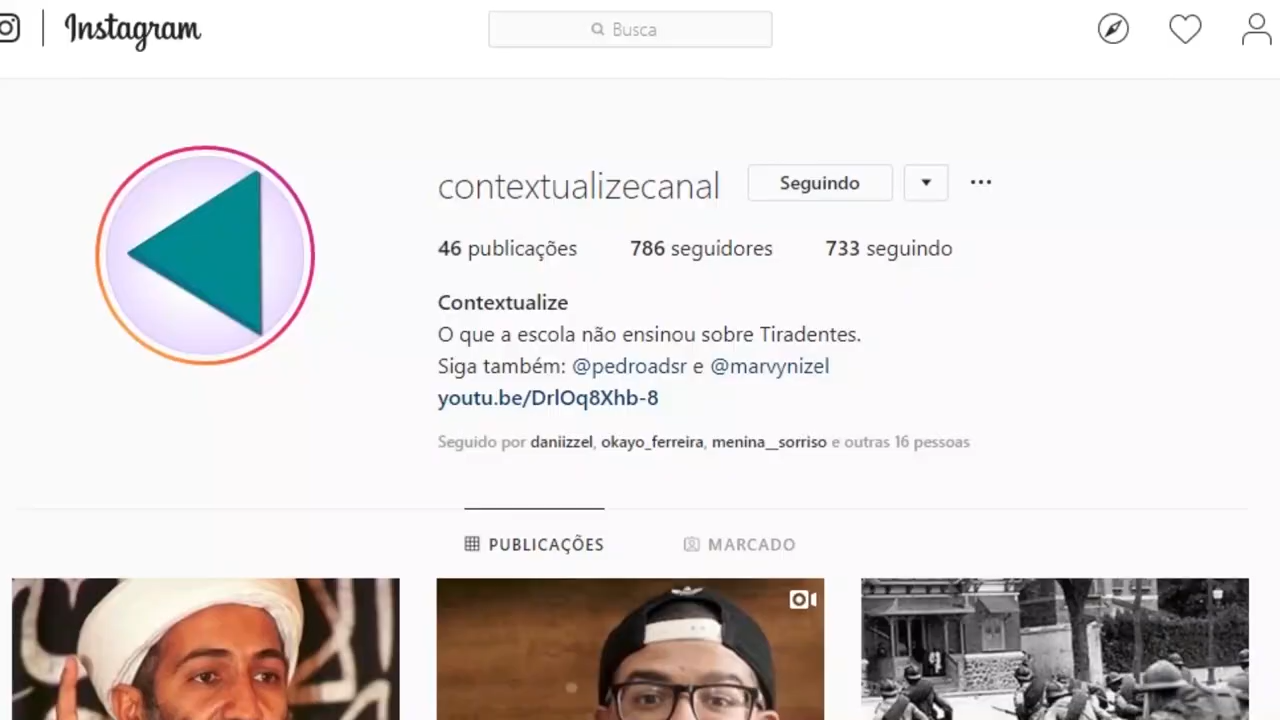 Instagram
Busca
contextualizecanal
Seguindo
46 publicações 786 seguidores 733 seguindo
Contextualize
O que a escola não ensinou sobre Tiradentes.
Siga também: @pedroadsr e @marvynizel
youtu.be/DrlOq8Xhb-8
Seguido por daniizzel, okayo_ferreira, menina__sorriso e outras 16 pessoas
PUBLICAÇÕES MARCADO